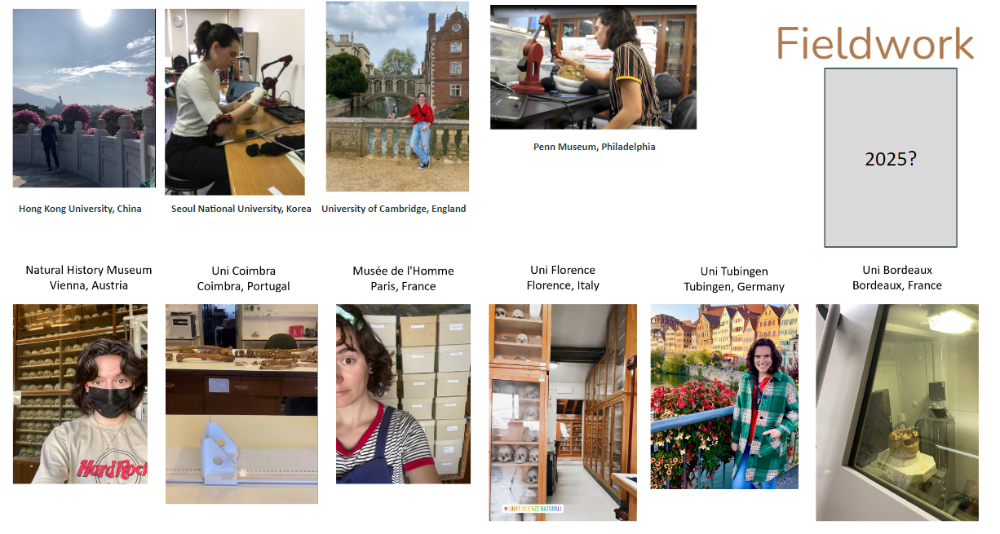 Fieldwork
2025?
Hong Kong University, China
Seoul National University, Korea
University of Cambridge, England
Penn Museum, Philadelphia
Natural History Museum
Vienna, Austria
Uni Coimbra
Coimbra, Portugal
Musée de l'Homme
Paris, France
Uni Florence
Florence, Italy
Uni Tubingen
Tubingen, Germany
Uni Bordeaux
Bordeaux, France
Hard Rock
UNIFI SCIENZE NATURALI